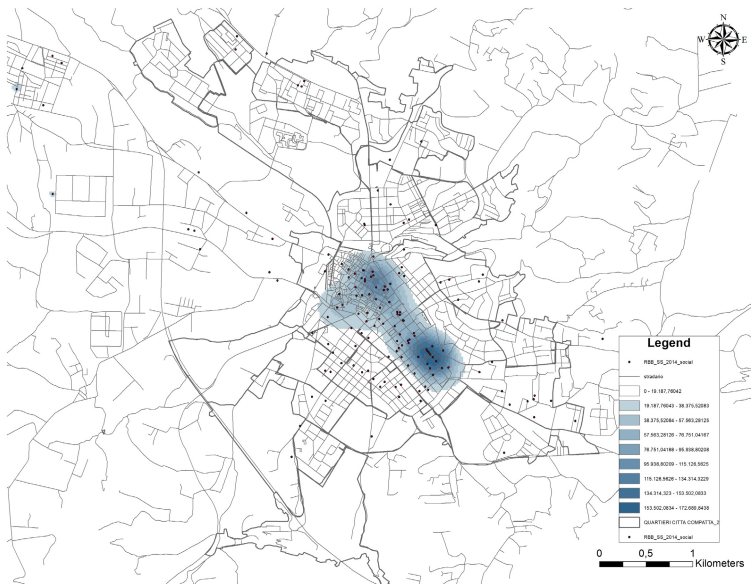 N
W E
S
Legend
RBB_SS_2014_social
stradario
0 - 19.187,76042
19.187,76043 - 38.375,52083
38.375,52084 - 57.563,28125
57.563,28126 - 76.751,04167
76.751,04168 - 95.938,80208
95.938,80209 - 115.126,5625
115.126,5626 - 134.314,3229
134.314,323 - 153.502,0833
153.502,0834 - 172.689,8438
QUARTIERI CITTA COMPATTA_2
RBB_SS_2014_social
0 0,5 1
Kilometers